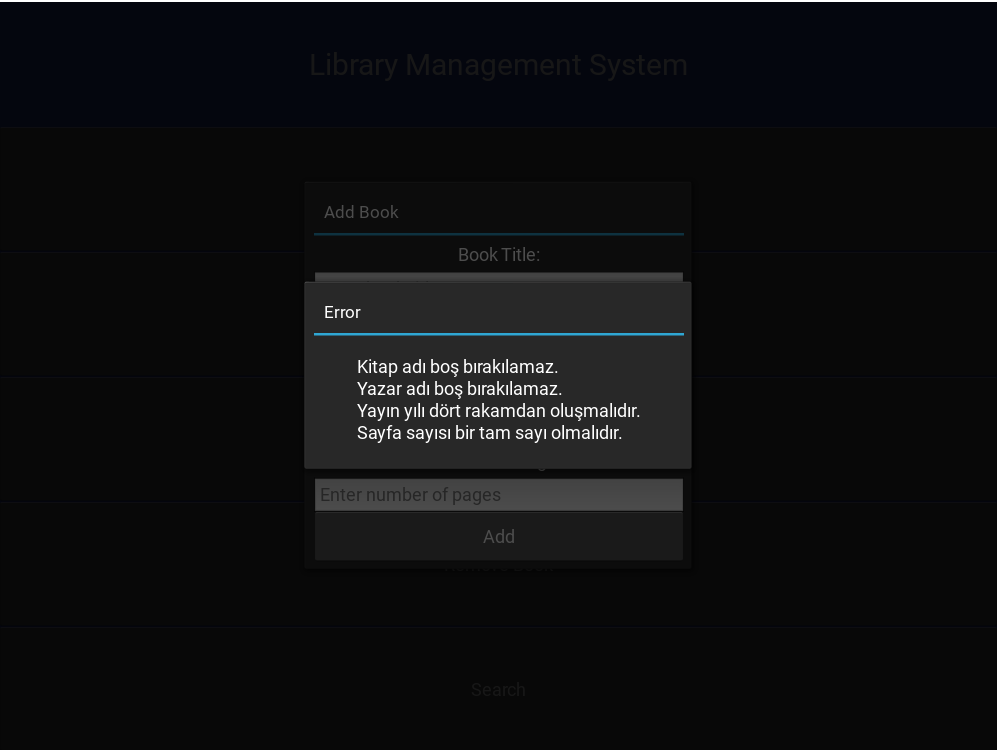 Library Management System
Add Book
Book Title:
Error
Kitap adı boş bırakılamaz.
Yazar adı boş bırakılamaz.
Yayın yılı dört rakamdan oluşmalıdır.
Sayfa sayısı bir tam sayı olmalıdır.
Enter number of pages
Add
Search